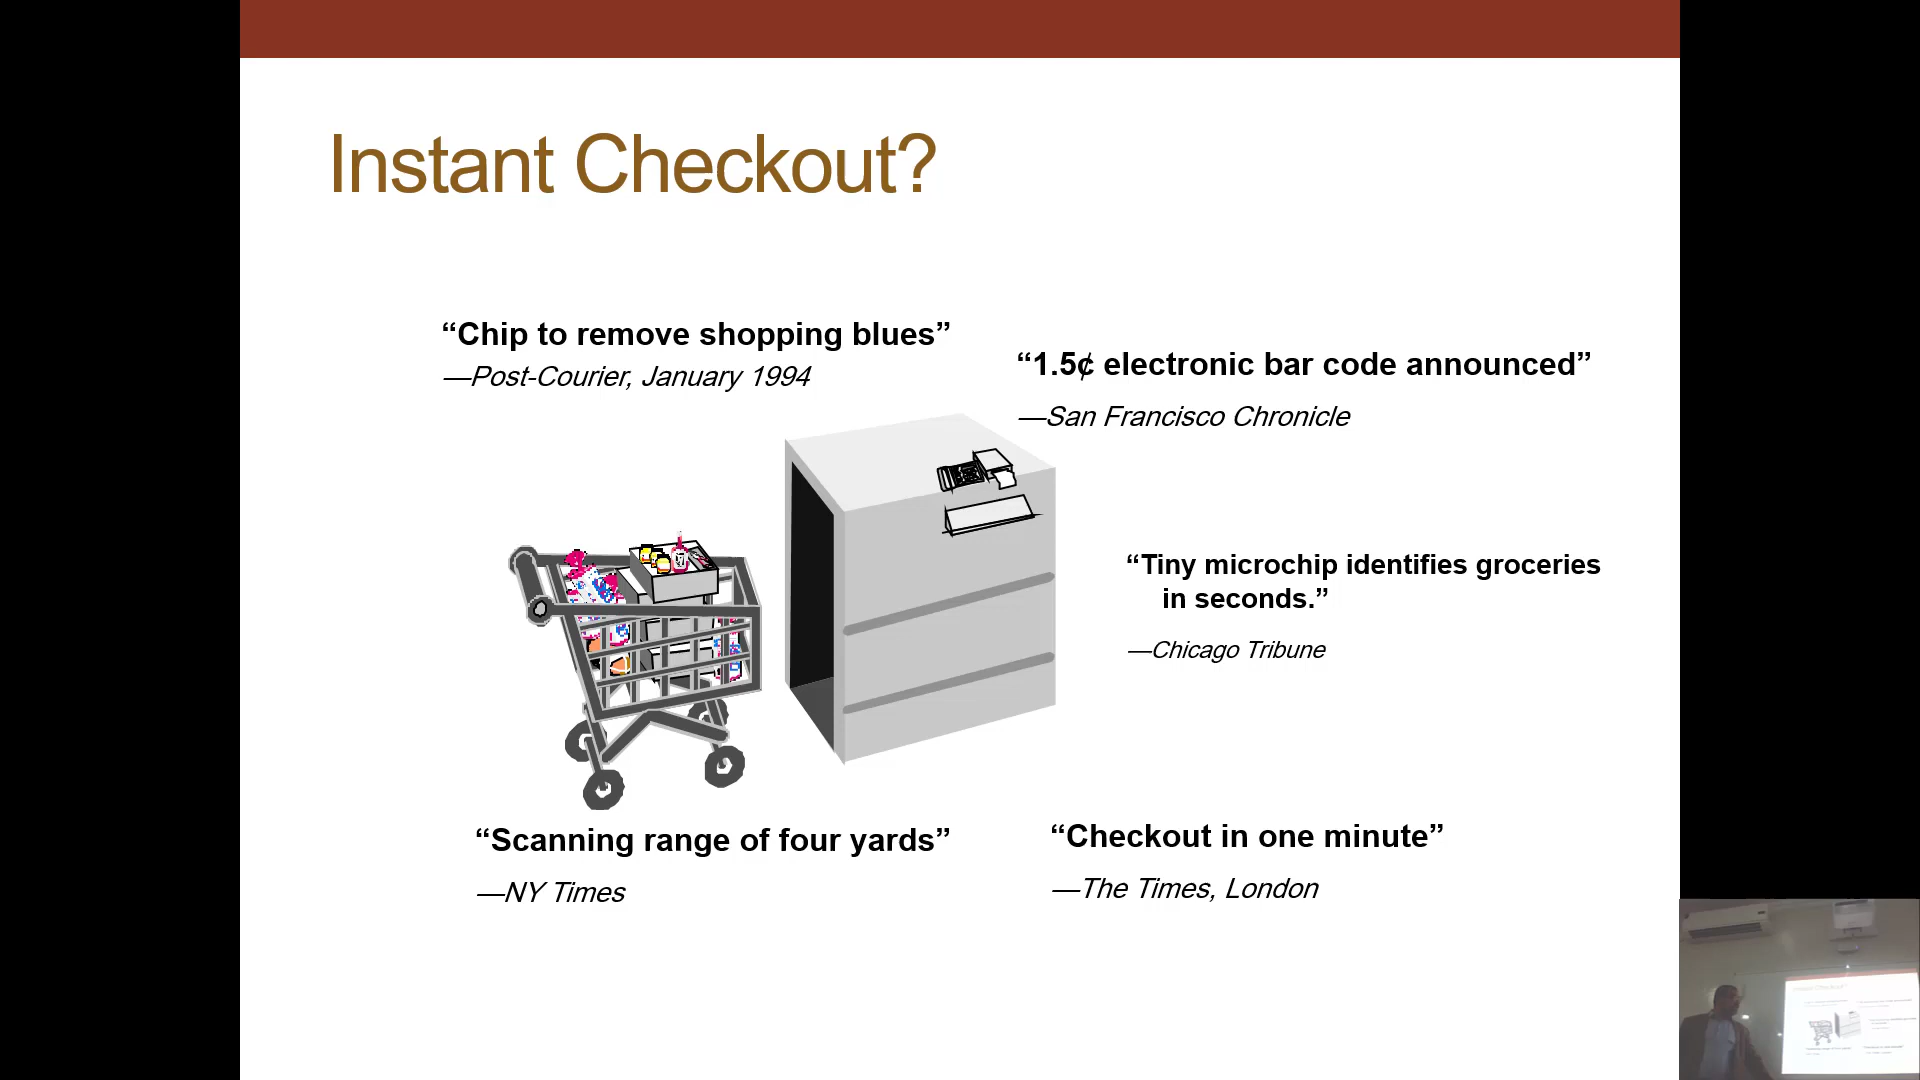 Instant Checkout?
“Chip to remove shopping blues”
—Post-Courier, January 1994
“1.5¢ electronic bar code announced”
—San Francisco Chronicle
“Tiny microchip identifies groceries
in seconds.”
—Chicago Tribune
“Scanning range of four yards”
—NY Times
“Checkout in one minute”
—The Times, London
Instant Checkout?